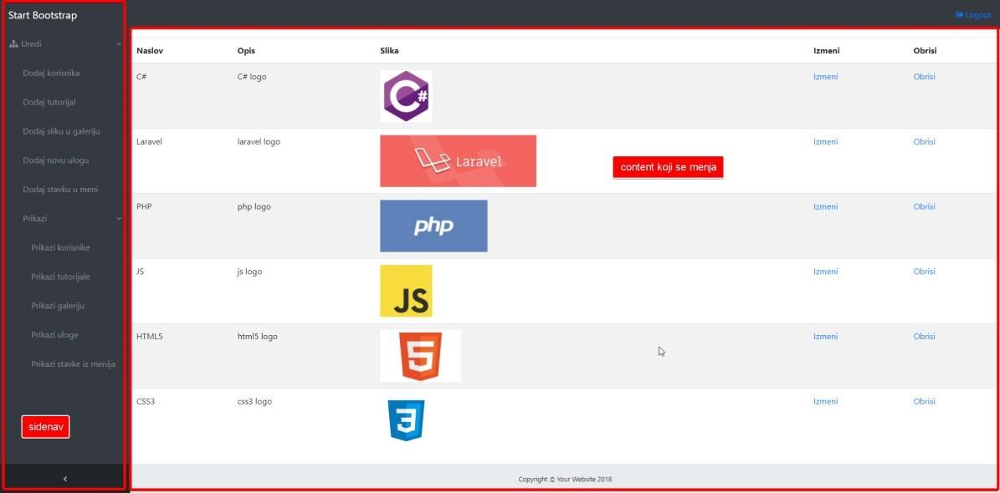 Start Bootstrap
Logout
Uredi
Dodaj korisnika
Dodaj tutorijal
Dodaj sliku u galeriju
Dodaj novu ulogu
Dodaj stavku u meni
Prikazi
Prikazi korisnike
Prikazi tutorijale
Prikazi galeriju
Prikazi uloge
Prikazi stavke iz menija
sidenav
Naslov Opis Slika Izmeni Obrisi
C# C# logo C# Izmeni Obrisi
Laravel laravel logo Laravel Izmeni Obrisi
content koji se menja
PHP php logo php Izmeni Obrisi
JS js logo JS Izmeni Obrisi
HTML5 html5 logo 5 Izmeni Obrisi
CSS3 css3 logo 3 Izmeni Obrisi
Copyright © Your Website 2018